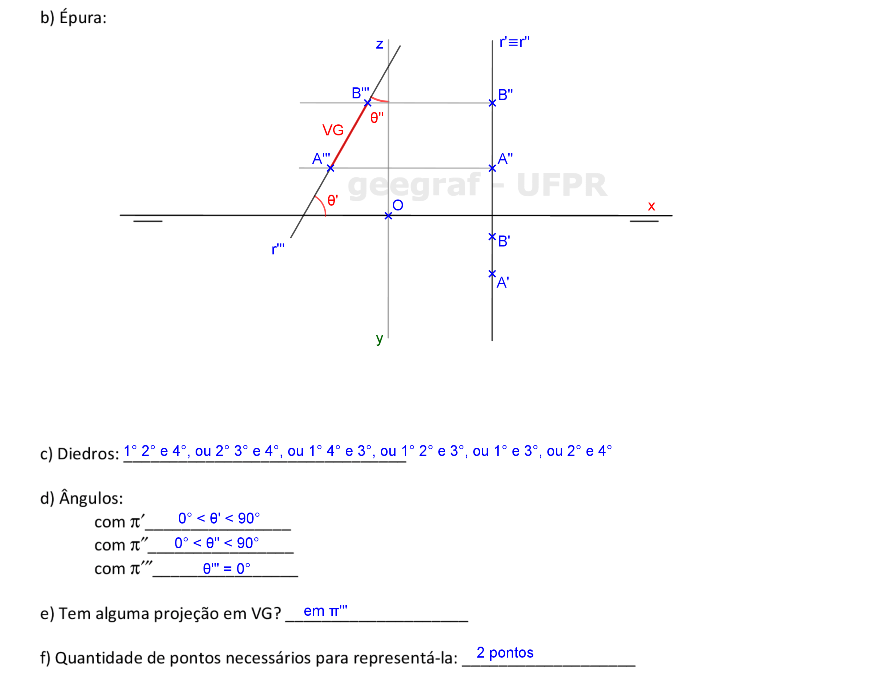 b) Épura:
z
r'≡r"
B'"
B"
θ"
VG
A'"
A"
geegraf - UFPR
θ'
O
x
B'
r'"
A'
y
c) Diedros: 1° 2° e 4°, ou 2° 3° e 4°, ou 1° 4° e 3°, ou 1° 2° e 3°, ou 1° e 3°, ou 2° e 4°
d) Ângulos:
com π′ 0° < θ' < 90°
com π″ 0° < θ" < 90°
com π‴ θ'" = 0°
e) Tem alguma projeção em VG? em π'"
f) Quantidade de pontos necessários para representá-la: 2 pontos